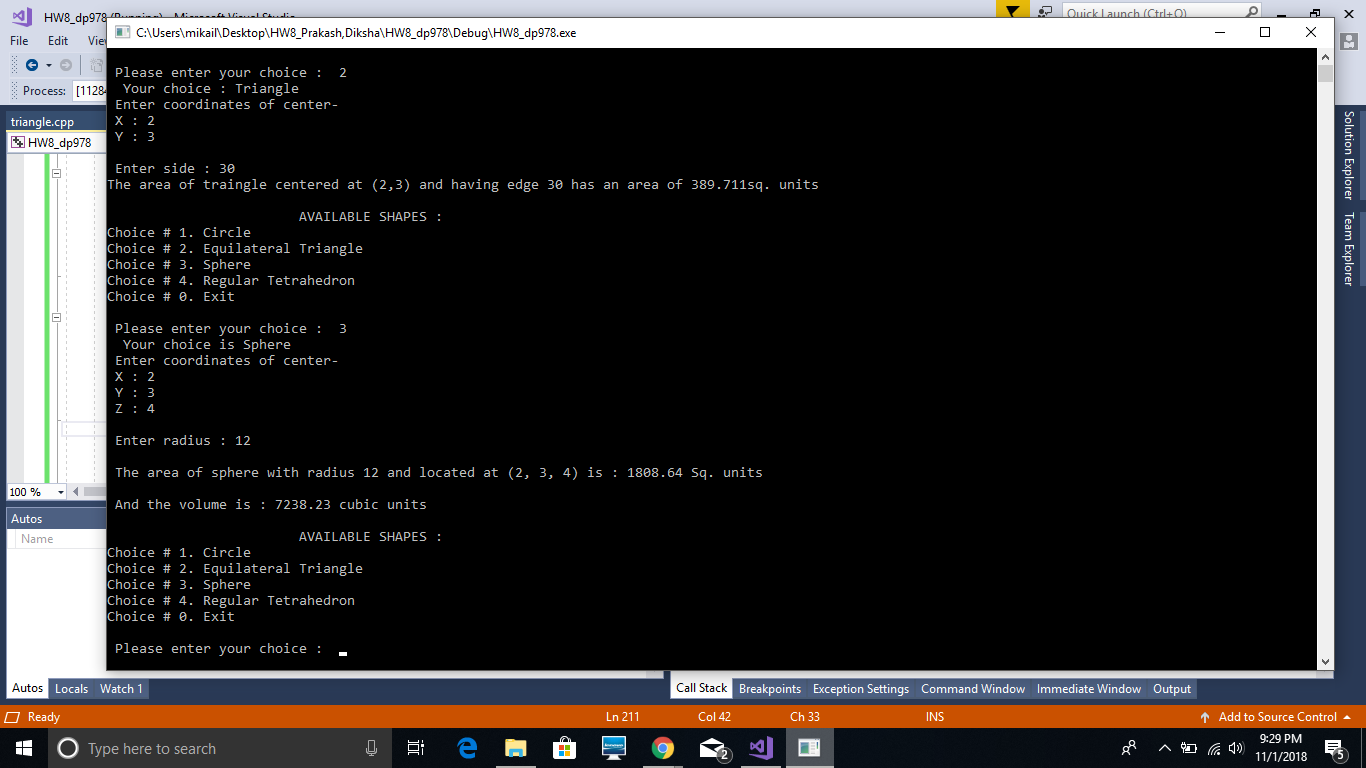 HW8_dp978 (Running) - Microsoft Visual Studio
Quick Launch (Ctrl+Q)
C:\Users\mikail\Desktop\HW8_Prakash,Diksha\HW8_dp978\Debug\HW8_dp978.exe
File Edit
Process: [1128
triangle.cpp
HW8_dp978
Please enter your choice : 2
Your choice : Triangle
Enter coordinates of center-
X : 2
Y : 3
Enter side : 30
The area of traingle centered at (2,3) and having edge 30 has an area of 389.711sq. units
AVAILABLE SHAPES :
Choice # 1. Circle
Choice # 2. Equilateral Triangle
Choice # 3. Sphere
Choice # 4. Regular Tetrahedron
Choice # 0. Exit
Please enter your choice : 3
Your choice is Sphere
Enter coordinates of center-
X : 2
Y : 3
Z : 4
Enter radius : 12
The area of sphere with radius 12 and located at (2, 3, 4) is : 1808.64 Sq. units
And the volume is : 7238.23 cubic units
AVAILABLE SHAPES :
Choice # 1. Circle
Choice # 2. Equilateral Triangle
Choice # 3. Sphere
Choice # 4. Regular Tetrahedron
Choice # 0. Exit
Please enter your choice :
Solution Explorer
Team Explorer
100 %
Autos
Name
Autos Locals Watch 1
Call Stack Breakpoints Exception Settings Command Window Immediate Window Output
Ready Ln 211 Col 42 Ch 33 INS Add to Source Control
Type here to search
2
9:29 PM
11/1/2018
5